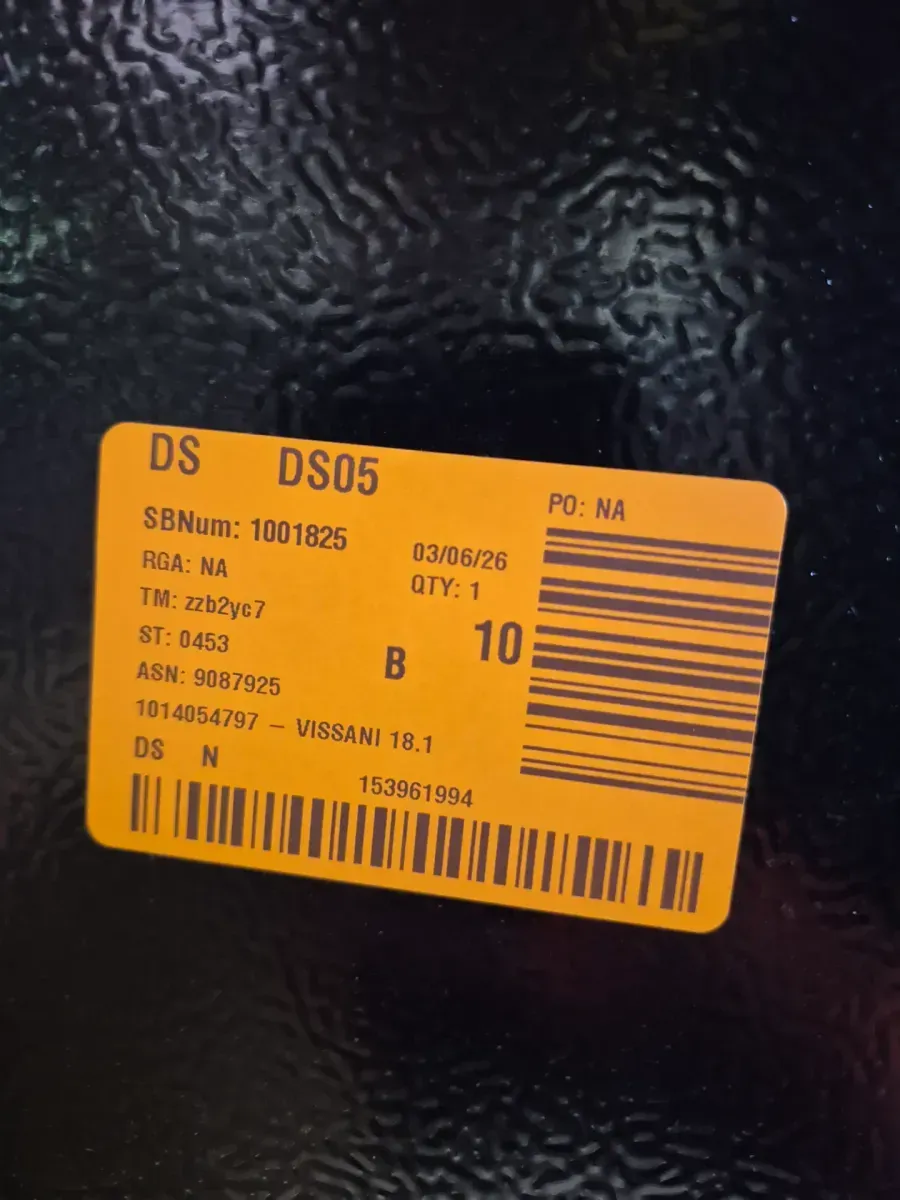 DS DS05
PO: NA
SBNum: 1001825
03/06/26
RGA: NA
QTY: 1
TM: zzb2yc7
ST: 0453
B 10
ASN: 9087925
1014054797 – VISSANI 18.1
DS N
153961994